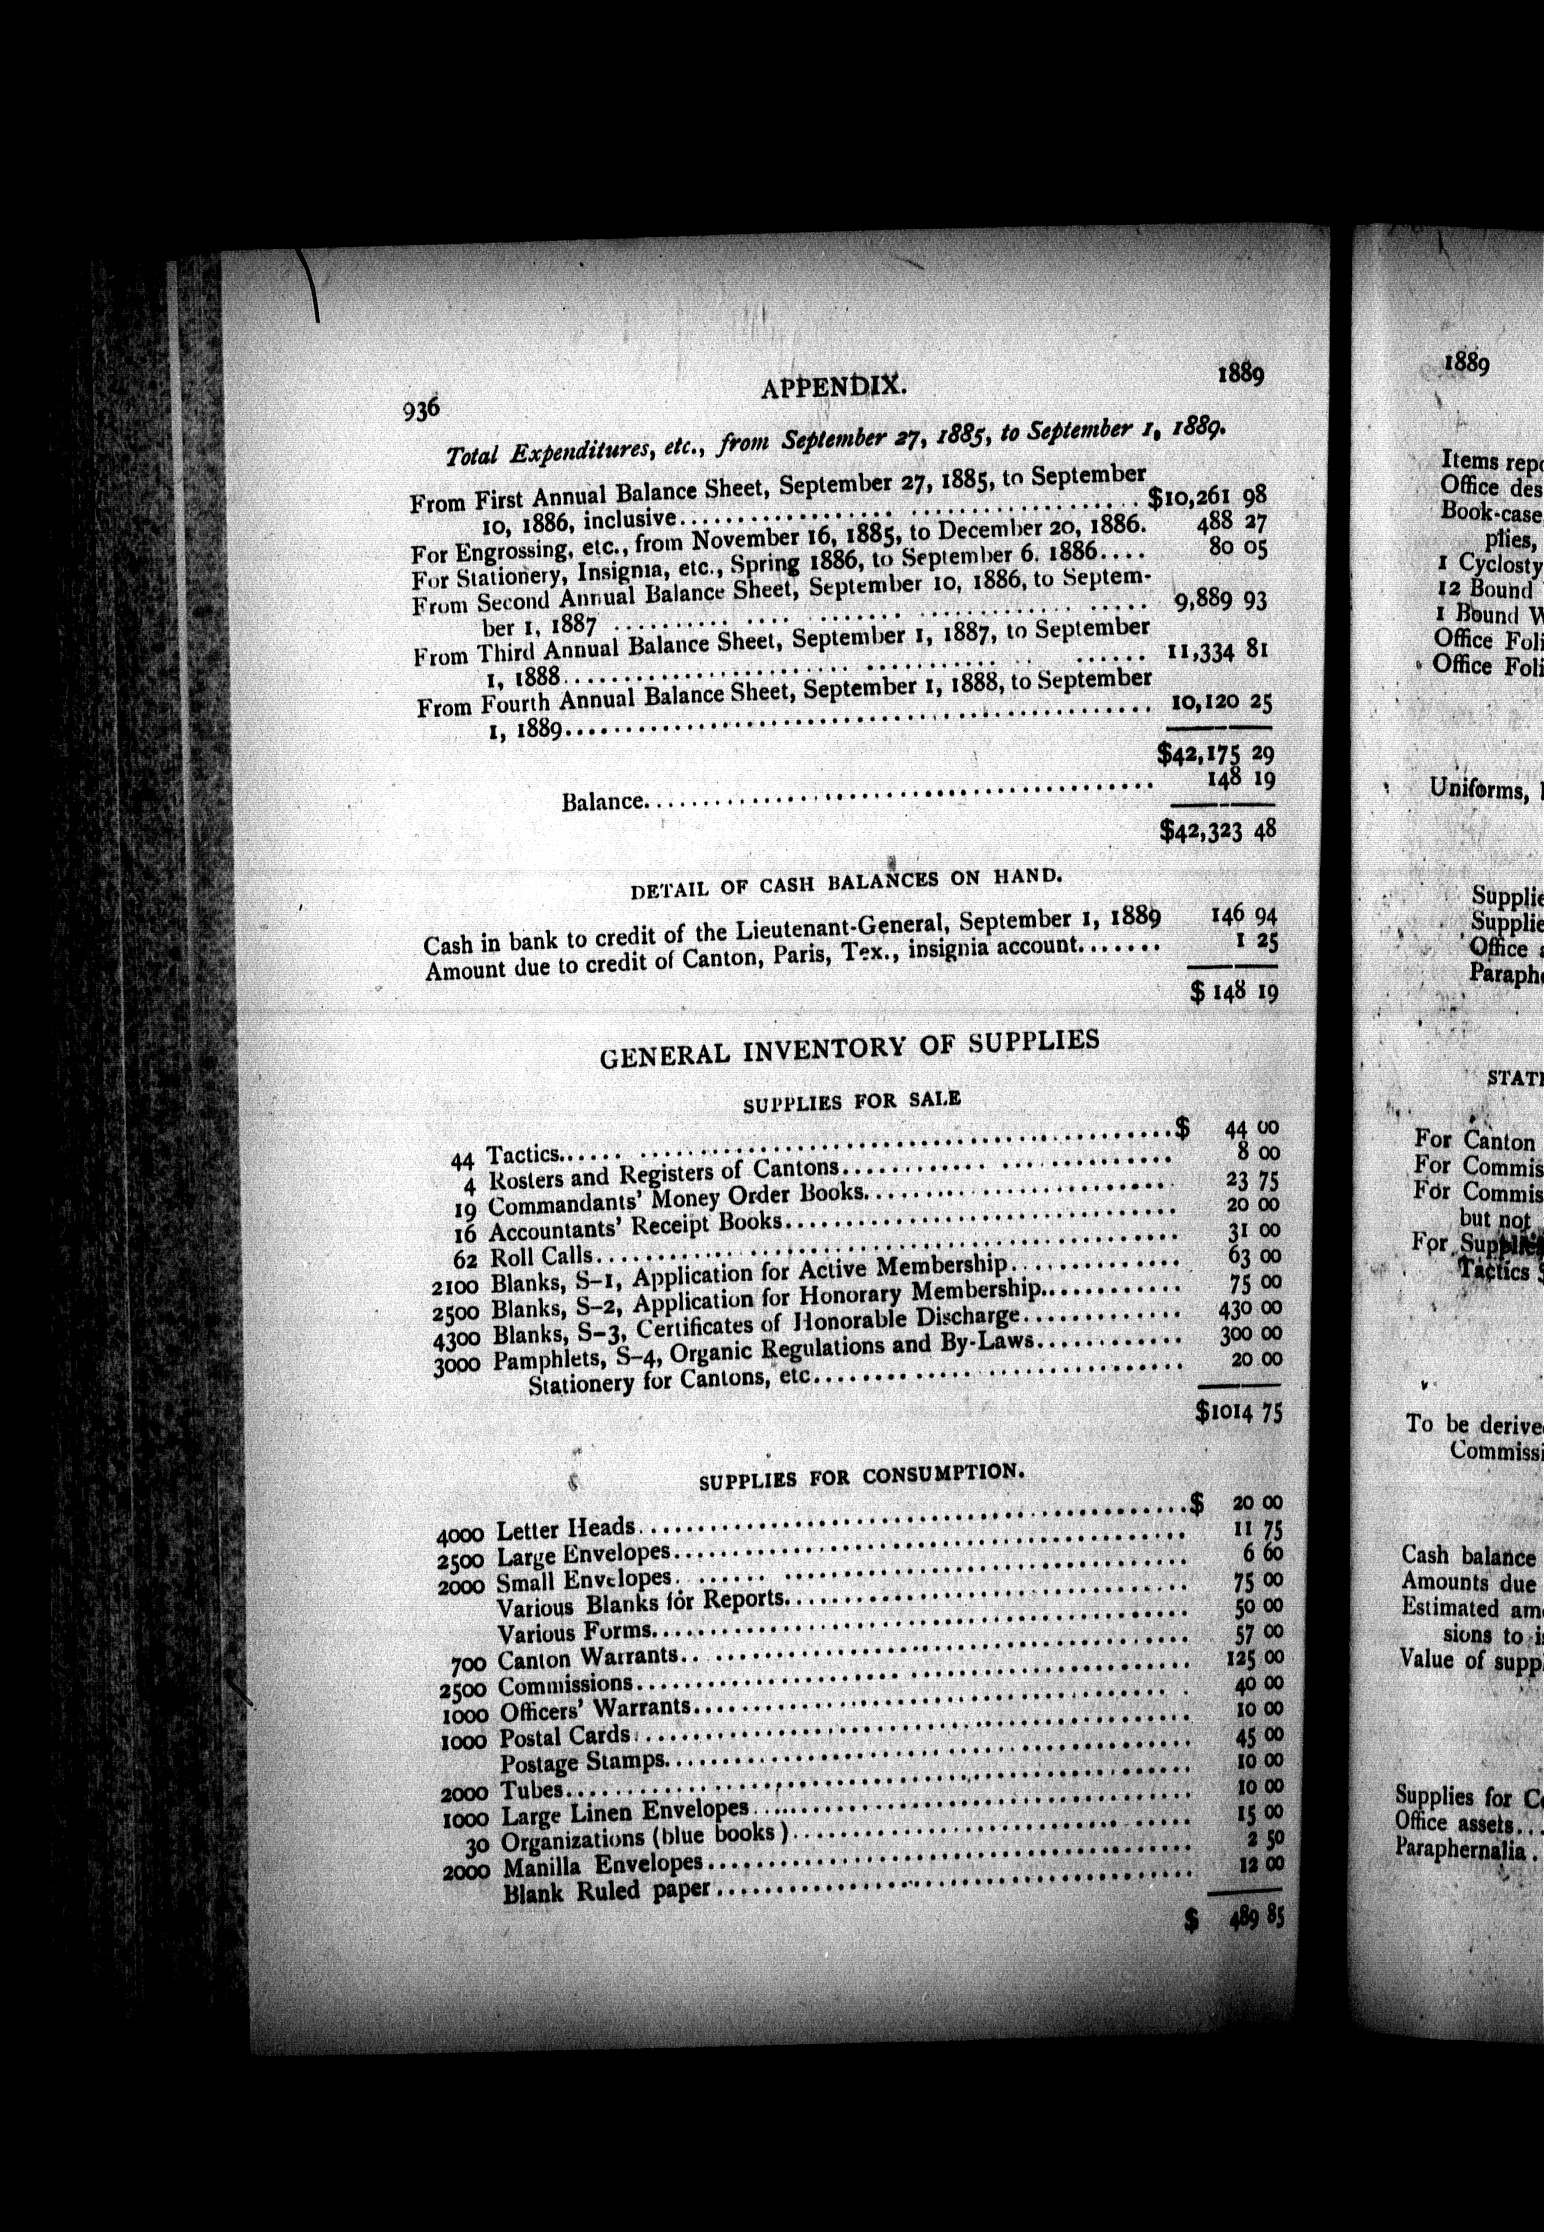 936 APPENDIX. 1889
Total Expenditures, etc., from September 27, 1885, to September 1, 1889.
From First Annual Balance Sheet, September 27, 1885, to September
10, 1886, inclusive.................................................. $10,261 98
For Engrossing, etc., from November 16, 1885, to December 20, 1886. 488 27
For Stationery, Insignia, etc., Spring 1886, to September 6. 1886.... 80 05
From Second Annual Balance Sheet, September 10, 1886, to Septem-
ber 1, 1887 .................................................. 9,889 93
From Third Annual Balance Sheet, September 1, 1887, to September
1, 1888.................................................. 11,334 81
From Fourth Annual Balance Sheet, September 1, 1888, to September
1, 1889.................................................. 10,120 25
$42,175 29
Balance.................................................. 148 19
$42,323 48
DETAIL OF CASH BALANCES ON HAND.
Cash in bank to credit of the Lieutenant-General, September 1, 1889 146 94
Amount due to credit of Canton, Paris, Tex., insignia account....... 1 25
$ 148 19
GENERAL INVENTORY OF SUPPLIES
SUPPLIES FOR SALE
44 Tactics..................................................$ 44 00
4 Rosters and Registers of Cantons.............................. 8 00
19 Commandants' Money Order Books.............................. 23 75
16 Accountants' Receipt Books.............................. 20 00
62 Roll Calls.............................. 31 00
2100 Blanks, S-1, Application for Active Membership.............. 63 00
2500 Blanks, S-2, Application for Honorary Membership............ 75 00
4300 Blanks, S-3, Certificates of Honorable Discharge............. 430 00
3000 Pamphlets, S-4, Organic Regulations and By-Laws............. 300 00
Stationery for Cantons, etc.............................. 20 00
$1014 75
SUPPLIES FOR CONSUMPTION.
4000 Letter Heads..................................................$ 20 00
2500 Large Envelopes.............................. 11 75
2000 Small Envelopes.............................. 6 60
Various Blanks for Reports.............................. 75 00
Various Forms.............................. 50 00
700 Canton Warrants.............................. 57 00
2500 Commissions.............................. 125 00
1000 Officers' Warrants.............................. 40 00
1000 Postal Cards.............................. 10 00
Postage Stamps.............................. 45 00
2000 Tubes.............................. 10 00
1000 Large Linen Envelopes.............................. 10 00
30 Organizations (blue books).............................. 15 00
2000 Manilla Envelopes.............................. 2 50
Blank Ruled paper.............................. 12 00
$ 489 85
1889
Items
Office
Book-case
plies,
1
12 Bound
1 Bound
Office
Office
Uniforms,
Office
For Canton
For
For
but not
For
Tactics
To be
Cash balance
Amounts due
Estimated
sions to
Value of
Supplies for
Office assets...
Paraphernalia.